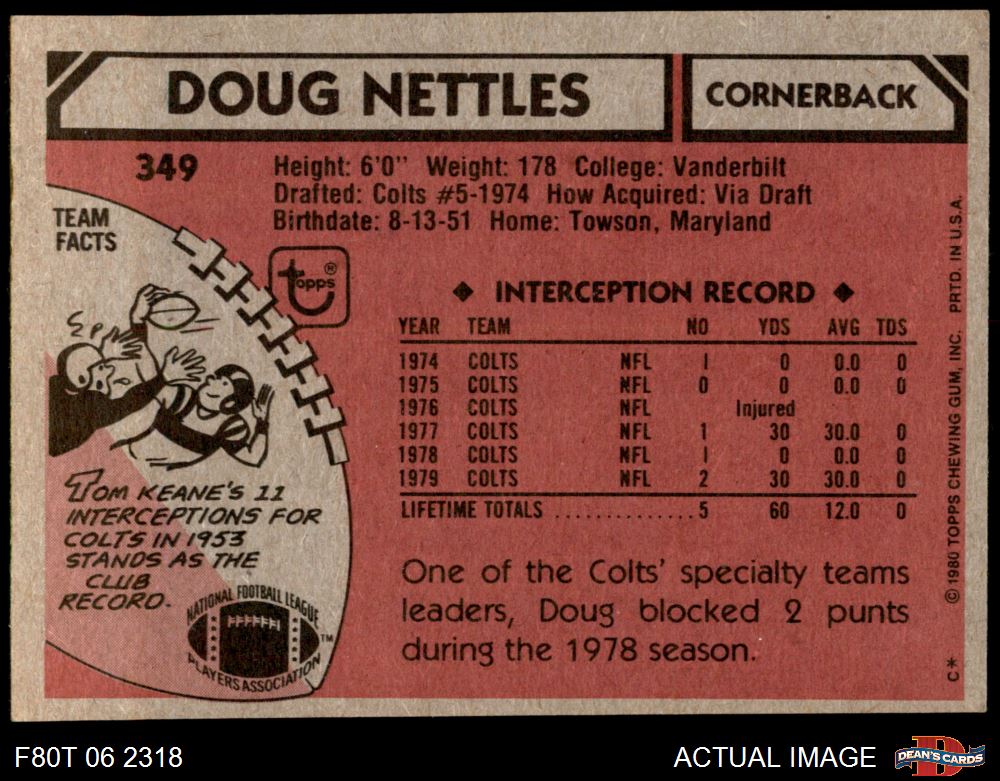 DOUG NETTLES
CORNERBACK
349
Height: 6'0" Weight: 178 College: Vanderbilt
Drafted: Colts #5-1974 How Acquired: Via Draft
Birthdate: 8-13-51 Home: Towson, Maryland
TEAM
FACTS
topps®
◆ INTERCEPTION RECORD ◆
YEAR TEAM NO YDS AVG TDS
1974 COLTS NFL 1 0 0.0 0
1975 COLTS NFL 0 0 0.0 0
1976 COLTS NFL Injured
1977 COLTS NFL 1 30 30.0 0
1978 COLTS NFL 1 0 0.0 0
1979 COLTS NFL 2 30 30.0 0
LIFETIME TOTALS ..............5 60 12.0 0
TOM KEANE'S 11
INTERCEPTIONS FOR
COLTS IN 1953
STANDS AS THE
CLUB
RECORD.
NATIONAL FOOTBALL LEAGUE
PLAYERS ASSOCIATION
TM
One of the Colts' specialty teams
leaders, Doug blocked 2 punts
during the 1978 season.
©1980 TOPPS CHEWING GUM, INC. PRTD. IN U.S.A.
C*
F80T 06 2318
ACTUAL IMAGE
D
DEAN'S CARDS